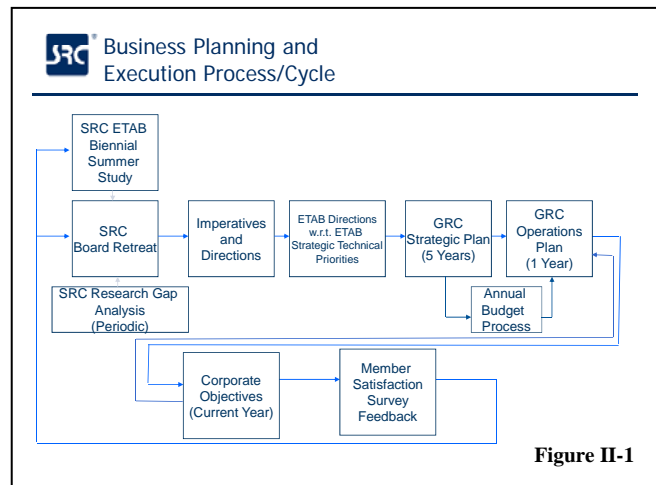 SRC®
Business Planning and
Execution Process/Cycle
SRC ETAB
Biennial
Summer
Study
SRC
Board Retreat
Imperatives
and
Directions
ETAB Directions
w.r.t. ETAB
Strategic Technical
Priorities
GRC
Strategic Plan
(5 Years)
GRC
Operations
Plan
(1 Year)
SRC Research Gap
Analysis
(Periodic)
Annual
Budget
Process
Corporate
Objectives
(Current Year)
Member
Satisfaction
Survey
Feedback
Figure II-1